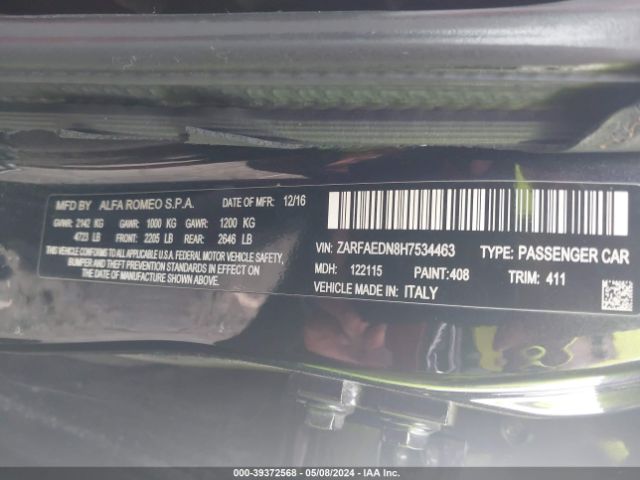 MFD BY ALFA ROMEO S.P.A. DATE OF MFR: 12/16
GVWR: 2142 KG GAWR: 1000 KG GAWR: 1200 KG
4723 LB FRONT: 2205 LB REAR: 2646 LB
THIS VEHICLE CONFORMS TO ALL APPLICABLE U.S.A. FEDERAL MOTOR VEHICLE SAFETY,
BUMPER AND THEFT PREVENTION STANDARDS IN EFFECT ON THE
DATE OF MANUFACTURE SHOWN ABOVE.
VIN: ZARFAEDN8H7534463 TYPE: PASSENGER CAR
MDH: 122115 PAINT: 408 TRIM: 411
VEHICLE MADE IN: ITALY
000-39372568 - 05/08/2024 - IAA Inc.